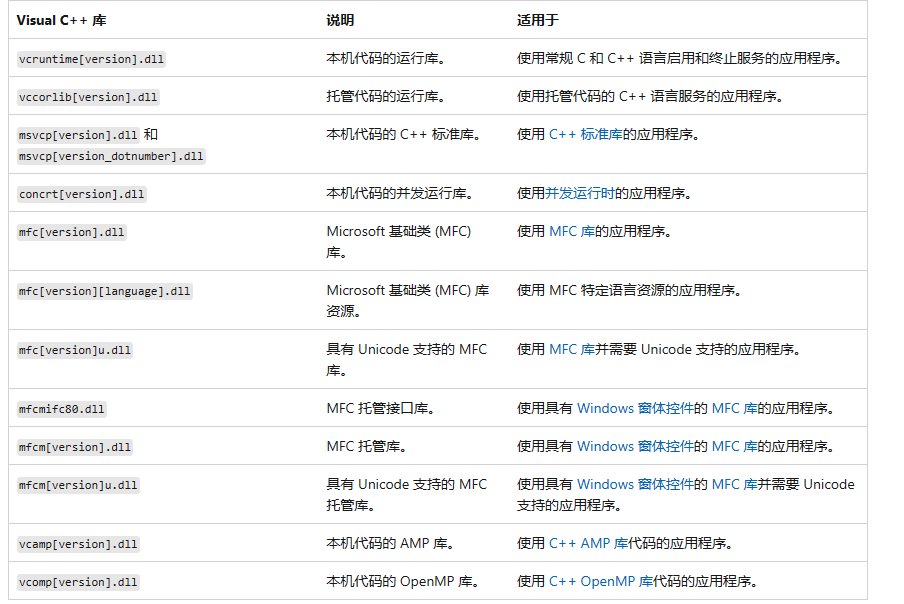 Visual C++ 库 说明 适用于
vcruntime[version].dll 本机代码的运行库。 使用常规 C 和 C++ 语言启用和终止服务的应用程序。
vccorlib[version].dll 托管代码的运行库。 使用托管代码的 C++ 语言服务的应用程序。
msvcp[version].dll 和 本机代码的 C++ 标准库。 使用 C++ 标准库的应用程序。
msvcp[version_dotnumber].dll
concrt[version].dll 本机代码的并发运行库。 使用并发运行时的应用程序。
mfc[version].dll Microsoft 基础类 (MFC) 使用 MFC 库的应用程序。
库。
mfc[version][language].dll Microsoft 基础类 (MFC) 库 使用 MFC 特定语言资源的应用程序。
资源。
mfc[version]u.dll 具有 Unicode 支持的 MFC 使用 MFC 库并需要 Unicode 支持的应用程序。
库。
mfcmifc80.dll MFC 托管接口库。 使用具有 Windows 窗体控件的 MFC 库的应用程序。
mfcm[version].dll MFC 托管库。 使用具有 Windows 窗体控件的 MFC 库的应用程序。
mfcm[version]u.dll 具有 Unicode 支持的 MFC 使用具有 Windows 窗体控件的 MFC 库并需要 Unicode
托管库。 支持的应用程序。
vcamp[version].dll 本机代码的 AMP 库。 使用 C++ AMP 库代码的应用程序。
vcomp[version].dll 本机代码的 OpenMP 库。 使用 C++ OpenMP 库代码的应用程序。